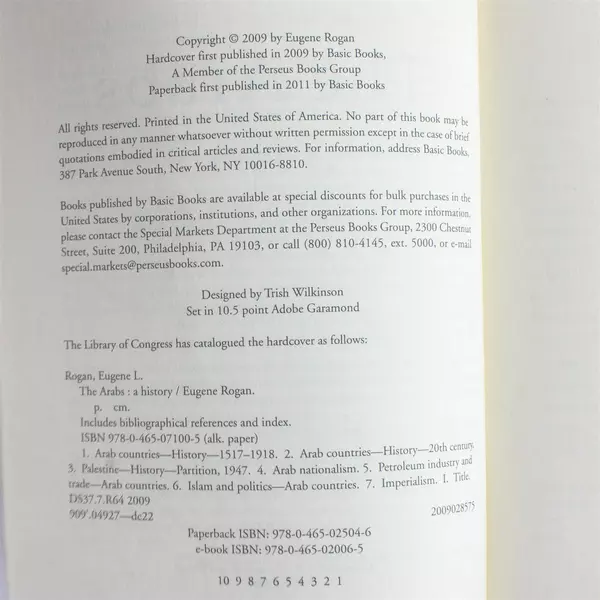 Copyright © 2009 by Eugene Rogan
Hardcover first published in 2009 by Basic Books,
A Member of the Perseus Books Group
Paperback first published in 2011 by Basic Books
All rights reserved. Printed in the United States of America. No part of this book may be
reproduced in any manner whatsoever without written permission except in the case of brief
quotations embodied in critical articles and reviews. For information, address Basic Books,
387 Park Avenue South, New York, NY 10016-8810.
Books published by Basic Books are available at special discounts for bulk purchases in the
United States by corporations, institutions, and other organizations. For more information,
please contact the Special Markets Department at the Perseus Books Group, 2300 Chestnut
Street, Suite 200, Philadelphia, PA 19103, or call (800) 810-4145, ext. 5000, or e-mail
special.markets@perseusbooks.com.
Designed by Trish Wilkinson
Set in 10.5 point Adobe Garamond
The Library of Congress has catalogued the hardcover as follows:
Rogan, Eugene L.
The Arabs : a history / Eugene Rogan.
p. cm.
Includes bibliographical references and index.
ISBN 978-0-465-07100-5 (alk. paper)
1. Arab countries—History—1517–1918. 2. Arab countries—History—20th century.
3. Palestine—History—Partition, 1947. 4. Arab nationalism. 5. Petroleum industry and
trade—Arab countries. 6. Islam and politics—Arab countries. 7. Imperialism. I. Title.
DS37.7.R64 2009
909'.04927—dc22
2009028575
Paperback ISBN: 978-0-465-02504-6
e-book ISBN: 978-0-465-02006-5
10 9 8 7 6 5 4 3 2 1